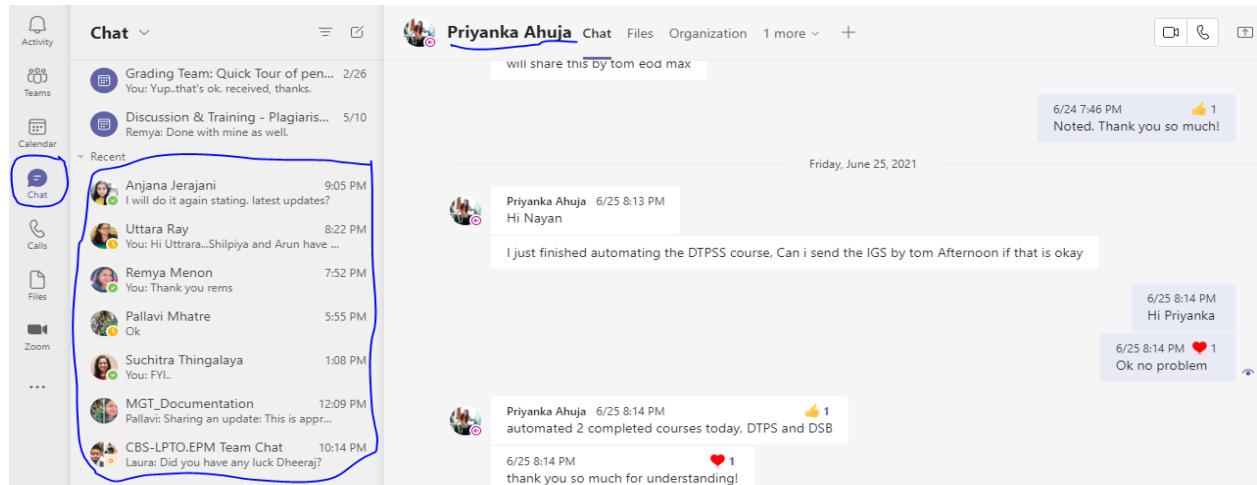 Activity
Teams
Calendar
Chat
Calls
Files
Zoom
Chat
Grading Team: Quick Tour of pen... 2/26
You: Yup..that's ok. received, thanks.
Discussion & Training - Plagiaris... 5/10
Remya: Done with mine as well.
Recent
Anjana Jerajani 9:05 PM
I will do it again stating. latest updates?
Uttara Ray 8:22 PM
You: Hi Uttrara...Shilpiya and Arun have ...
Remya Menon 7:52 PM
You: Thank you rems
Pallavi Mhatre 5:55 PM
Ok
Suchitra Thingalaya 1:08 PM
You: FYI..
MGT_Documentation 12:09 PM
Pallavi: Sharing an update: This is appr...
CBS-LPTO.EPM Team Chat 10:14 PM
Laura: Did you have any luck Dheeraj?
Priyanka Ahuja Chat Files Organization 1 more
will share this by tom eod max
6/24 7:46 PM 1
Noted. Thank you so much!
Friday, June 25, 2021
Priyanka Ahuja 6/25 8:13 PM
Hi Nayan
I just finished automating the DTPSS course, Can i send the IGS by tom Afternoon if that is okay
6/25 8:14 PM
Hi Priyanka
6/25 8:14 PM 1
Ok no problem
Priyanka Ahuja 6/25 8:14 PM 1
automated 2 completed courses today, DTPS and DSB
6/25 8:14 PM 1
thank you so much for understanding!